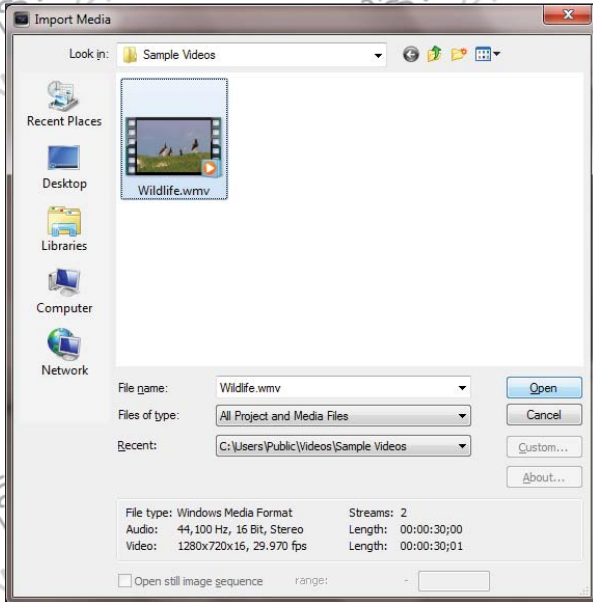 Import Media
Look in: Sample Videos
Recent Places
Desktop
Libraries
Computer
Network
Wildlife.wmv
File name: Wildlife.wmv Open
Files of type: All Project and Media Files Cancel
Recent: C:\Users\Public\Videos\Sample Videos Custom...
About...
File type: Windows Media Format Streams: 2
Audio: 44,100 Hz, 16 Bit, Stereo Length: 00:00:30;00
Video: 1280x720x16, 29.970 fps Length: 00:00:30;01
Open still image sequence range: -